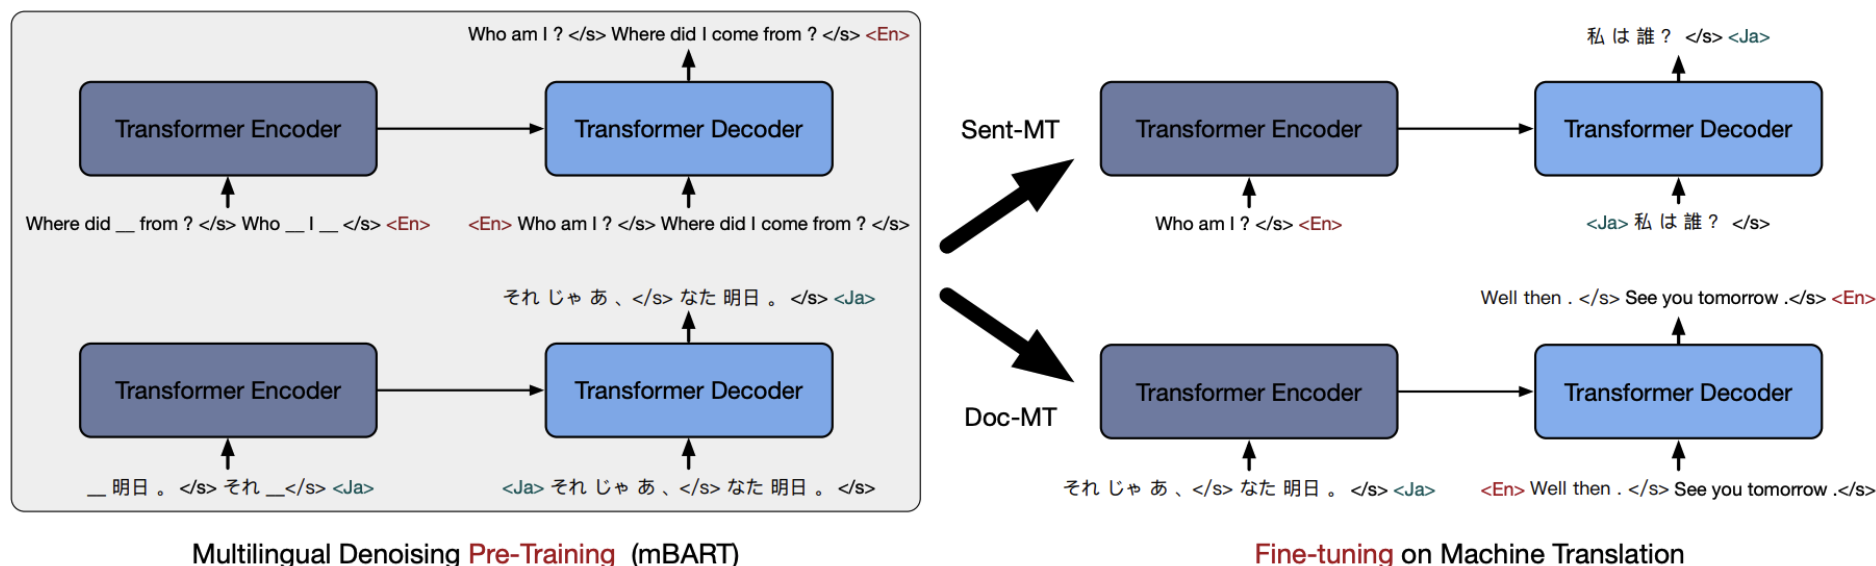 Who am I ? </s> Where did I come from ? </s> <En>
Transformer Encoder
Transformer Decoder
Where did __ from ? </s> Who __ I __ </s> <En>
<En> Who am I ? </s> Where did I come from ? </s>
それ じゃ あ 、</s> なた 明日 。 </s> <Ja>
Transformer Encoder
Transformer Decoder
__ 明日 。 </s> それ __</s> <Ja>
<Ja> それ じゃ あ 、</s> なた 明日 。 </s>
Multilingual Denoising Pre-Training (mBART)
Sent-MT
Doc-MT
私 は 誰 ? </s> <Ja>
Transformer Encoder
Transformer Decoder
Who am I ? </s> <En>
<Ja> 私 は 誰 ? </s>
Well then . </s> See you tomorrow .</s> <En>
Transformer Encoder
Transformer Decoder
それ じゃ あ 、</s> なた 明日 。 </s> <Ja>
<En> Well then . </s> See you tomorrow .</s>
Fine-tuning on Machine Translation